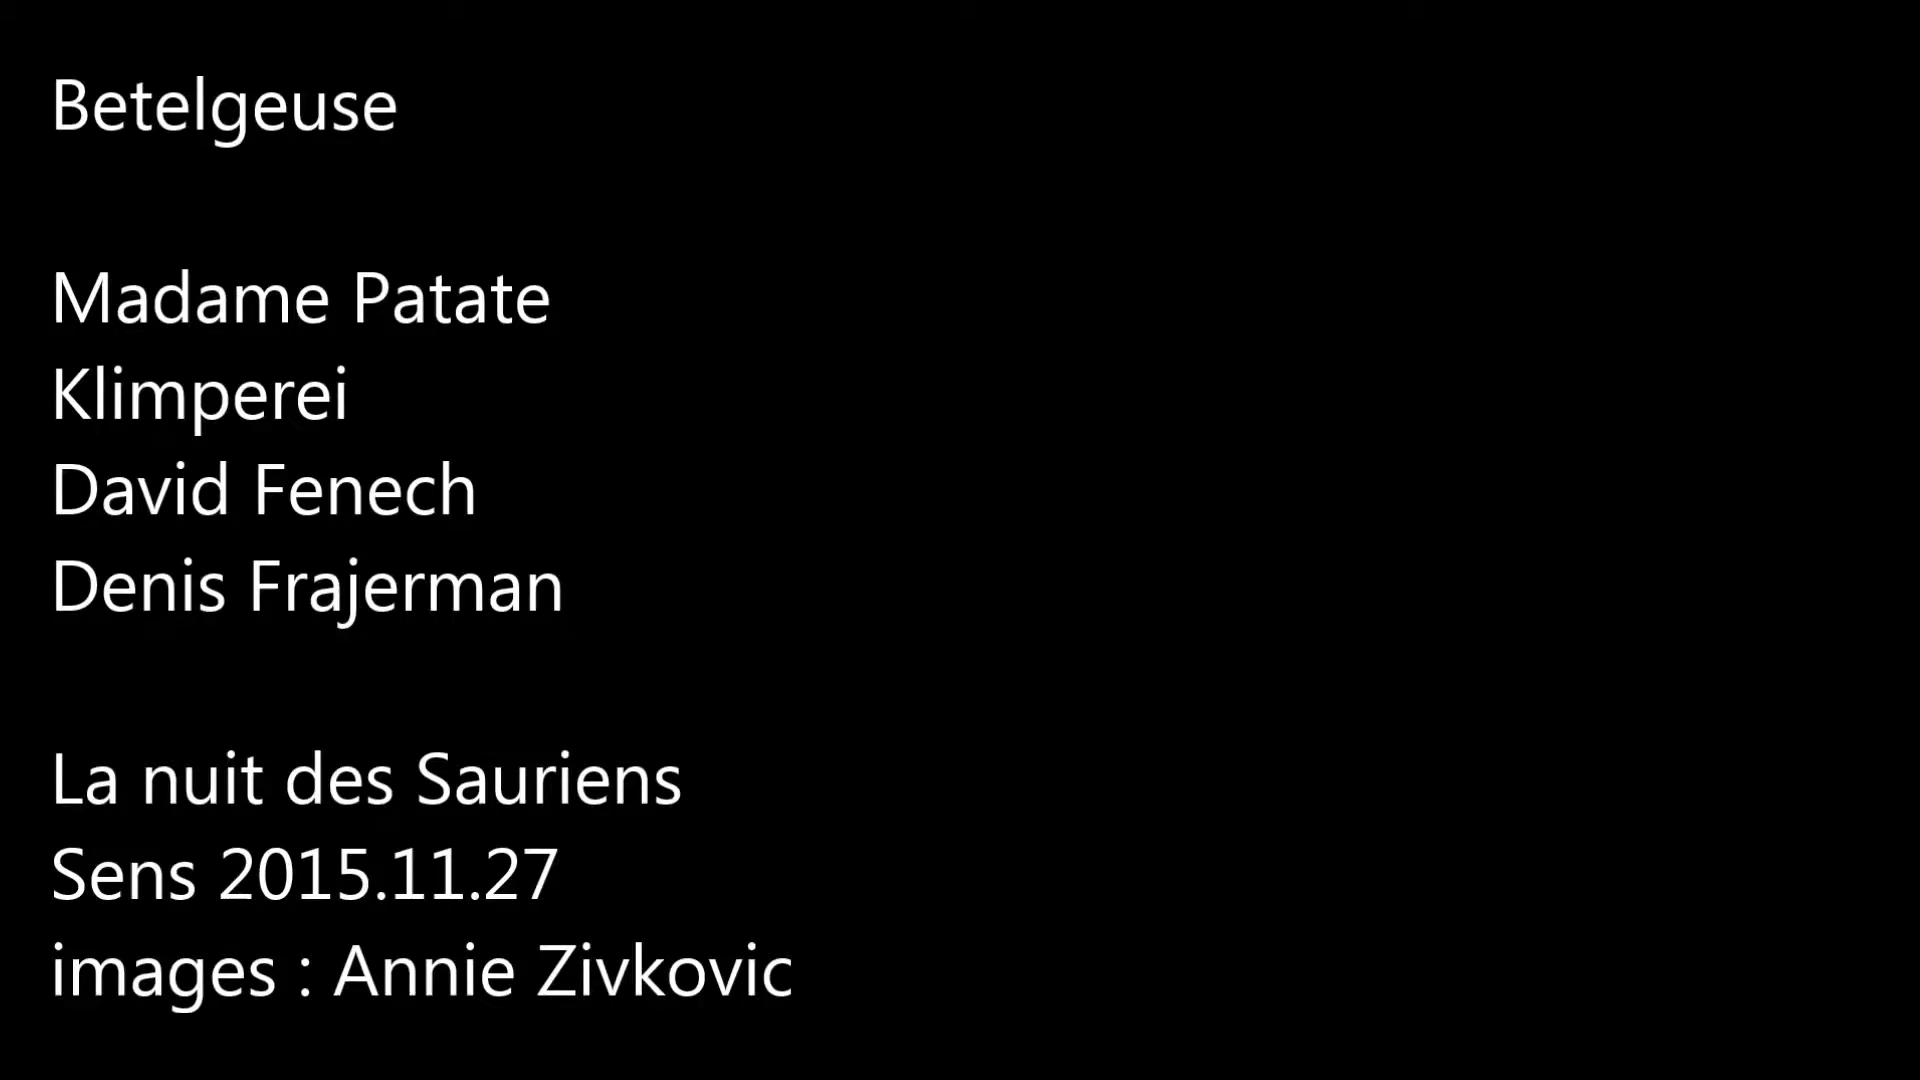 Betelgeuse
Madame Patate
Klimperei
David Fenech
Denis Frajerman
La nuit des Sauriens
Sens 2015.11.27
images : Annie Zivkovic